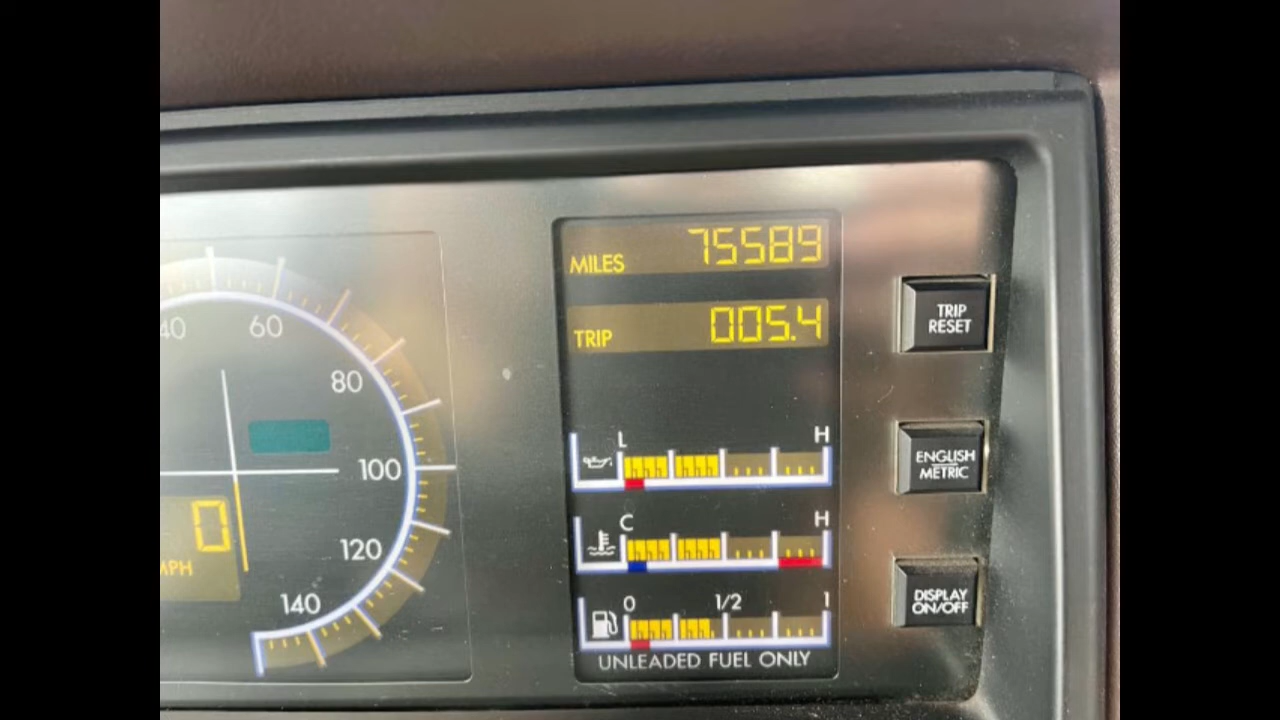 MILES 75589
TRIP 005.4
TRIP
RESET
40 60
80
100
120
140
0
MPH
L H
C H
0 1/2 1
UNLEADED FUEL ONLY
ENGLISH
METRIC
DISPLAY
ON/OFF